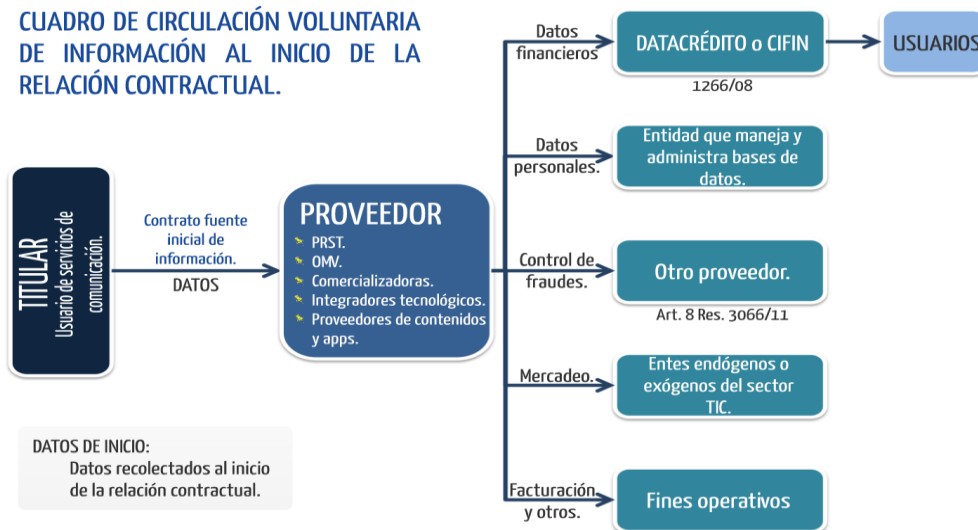 CUADRO DE CIRCULACIÓN VOLUNTARIA
DE INFORMACIÓN AL INICIO DE LA
RELACIÓN CONTRACTUAL.
TITULAR
Usuario de servicios de
comunicación.
Contrato fuente
inicial de
información.
DATOS
PROVEEDOR
PRST.
OMV.
Comercializadoras.
Integradores tecnológicos.
Proveedores de contenidos
y apps.
Datos
financieros
DATACRÉDITO o CIFIN
1266/08
USUARIOS
Datos
personales.
Entidad que maneja y
administra bases de
datos.
Control de
fraudes.
Otro proveedor.
Art. 8 Res. 3066/11
Mercadeo.
Entes endógenos o
exógenos del sector
TIC.
Facturación
y otros.
Fines operativos
DATOS DE INICIO:
Datos recolectados al inicio
de la relación contractual.